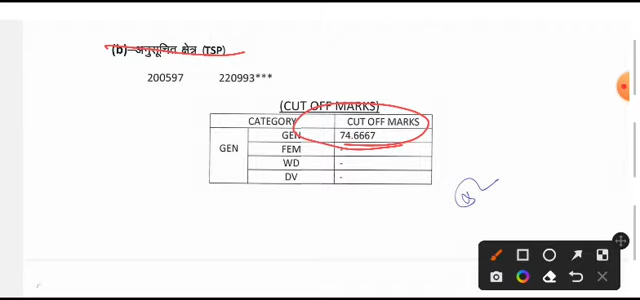 (b) अनुसूचित क्षेत्र (TSP)
200597 220993***
(CUT OFF MARKS)
CATEGORY CUT OFF MARKS
GEN GEN 74.6667
FEM -
WD -
DV -